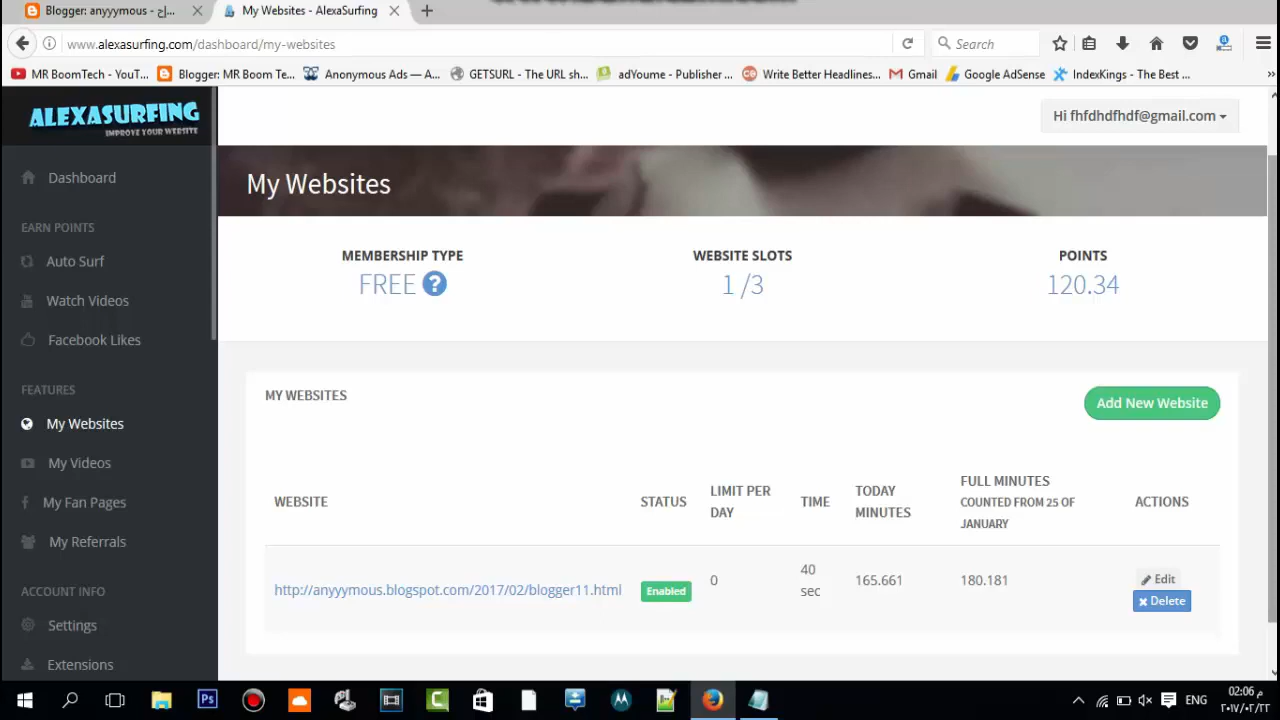 Blogger: anyyymous -
My Websites - AlexaSurfing
www.alexasurfing.com/dashboard/my-websites
Search
MR BoomTech - YouT...
Blogger: MR Boom Te...
Anonymous Ads — A...
GETSURL - The URL sh...
adYoume - Publisher ...
Write Better Headlines...
Gmail
Google AdSense
IndexKings - The Best ...
ALEXASURFING
IMPROVE YOUR WEBSITE
Hi fhfdhdfhdf@gmail.com
Dashboard
EARN POINTS
Auto Surf
Watch Videos
Facebook Likes
FEATURES
My Websites
My Videos
My Fan Pages
My Referrals
ACCOUNT INFO
Settings
Extensions
My Websites
MEMBERSHIP TYPE
FREE ?
WEBSITE SLOTS
1 /3
POINTS
120.34
MY WEBSITES
Add New Website
WEBSITE
STATUS
LIMIT PER
DAY
TIME
TODAY
MINUTES
FULL MINUTES
COUNTED FROM 25 OF
JANUARY
ACTIONS
http://anyyymous.blogspot.com/2017/02/blogger11.html
Enabled
0
40
sec
165.661
180.181
Edit
Delete
ENG
02:06 م
٢٠١٧/٠٢/٢٢